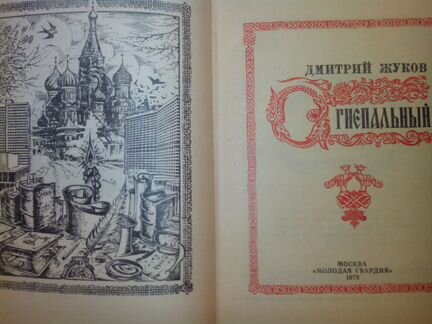 ДМИТРИЙ ЖУКОВ
ОГНЕПАЛЬНЫЙ
МОСКВА
«МОЛОДАЯ ГВАРДИЯ»
1979